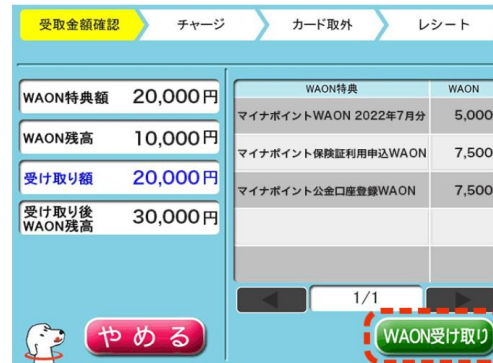 受取金額確認 チャージ カード取外 レシート
WAON特典額 20,000円
WAON残高 10,000円
受け取り額 20,000円
受け取り後
WAON残高 30,000円
WAON特典 WAON
マイナポイントWAON 2022年7月分 5,000
マイナポイント保険証利用申込WAON 7,500
マイナポイント公金口座登録WAON 7,500
1/1
やめる
WAON受け取り